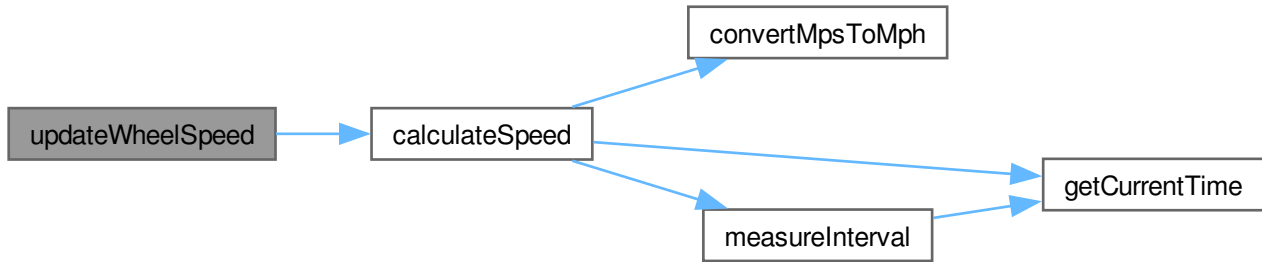 convertMpsToMph
updateWheelSpeed
calculateSpeed
getCurrentTime
measureInterval